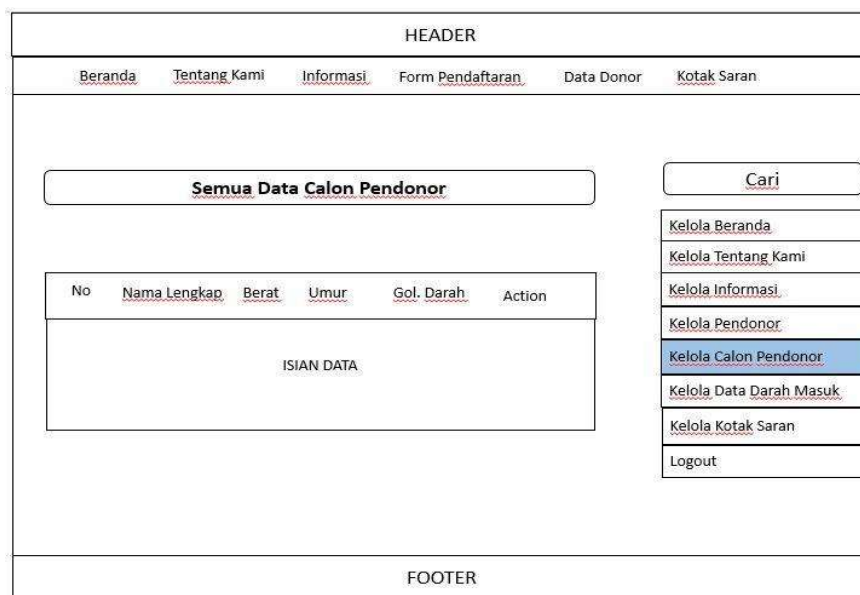 HEADER
Beranda Tentang Kami Informasi Form Pendaftaran Data Donor Kotak Saran
Semua Data Calon Pendonor
No Nama Lengkap Berat Umur Gol. Darah Action
ISIAN DATA
Cari
Kelola Beranda
Kelola Tentang Kami
Kelola Informasi
Kelola Pendonor
Kelola Calon Pendonor
Kelola Data Darah Masuk
Kelola Kotak Saran
Logout
FOOTER